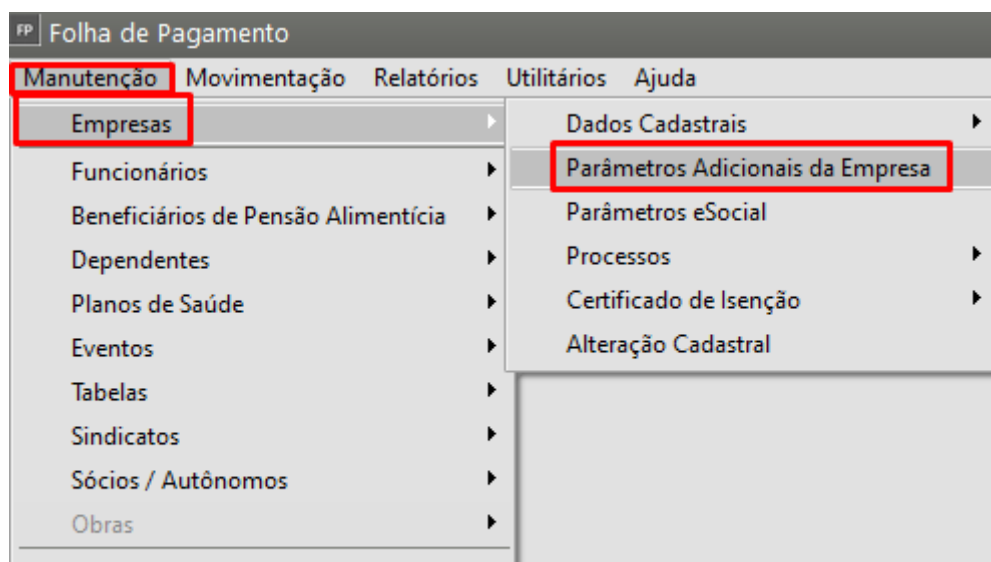 FP Folha de Pagamento
Manutenção Movimentação Relatórios Utilitários Ajuda
Empresas
Funcionários
Beneficiários de Pensão Alimentícia
Dependentes
Planos de Saúde
Eventos
Tabelas
Sindicatos
Sócios / Autônomos
Obras
Dados Cadastrais
Parâmetros Adicionais da Empresa
Parâmetros eSocial
Processos
Certificado de Isenção
Alteração Cadastral